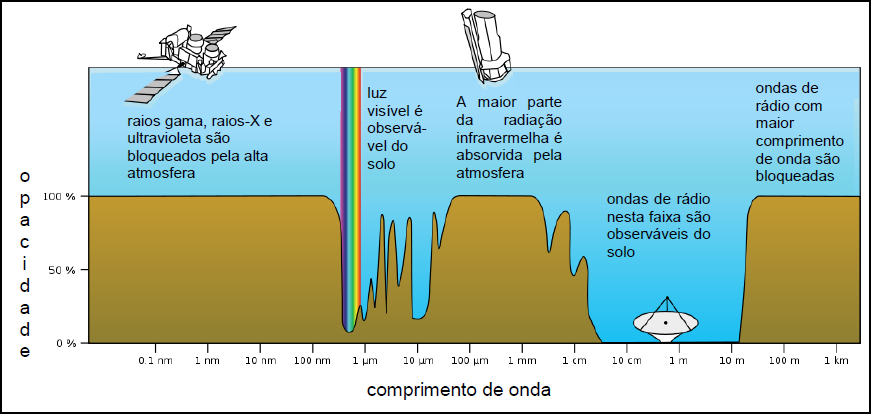 raios gama, raios-X e
ultravioleta são
bloqueados pela alta
atmosfera
luz
visível é
observá-
vel do
solo
A maior parte
da radiação
infravermelha é
absorvida pela
atmosfera
ondas de rádio
nesta faixa são
observáveis do
solo
ondas de
rádio com
maior
comprimento
de onda são
bloqueadas
o
p
a
c
i
d
a
d
e
100 %
50 %
0 %
0.1 nm 1 nm 10 nm 100 nm 1 µm 10 µm 100 µm 1 mm 1 cm 10 cm 1 m 10 m 100 m 1 km
comprimento de onda